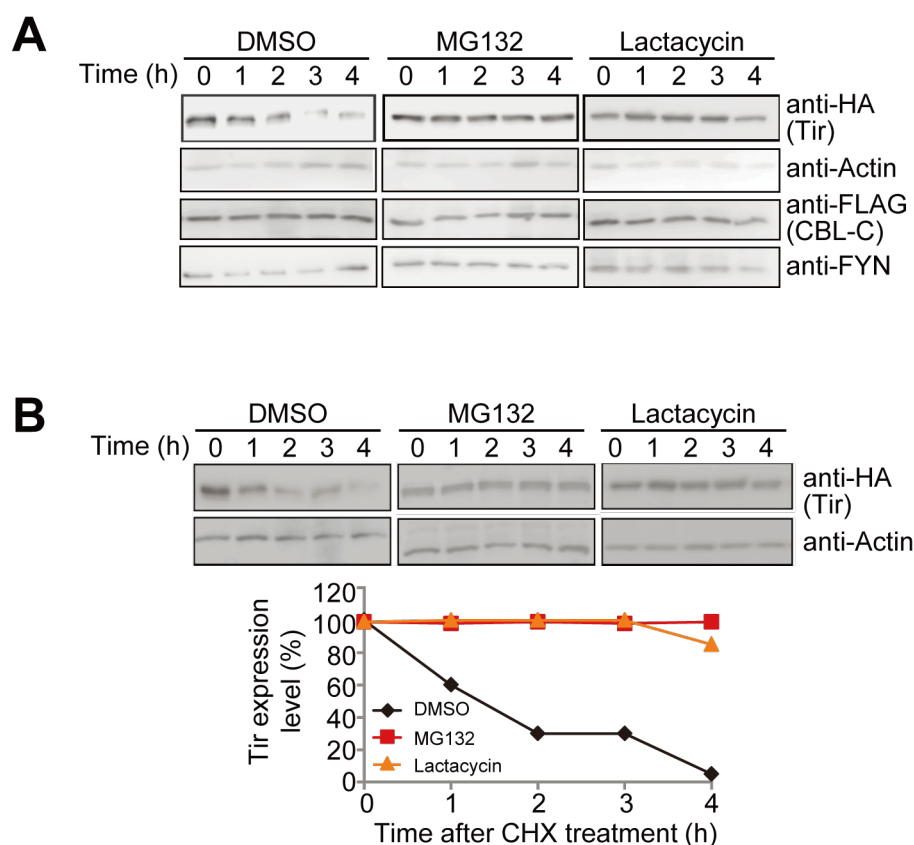 A
DMSO MG132 Lactacycin
Time (h) 0 1 2 3 4 0 1 2 3 4 0 1 2 3 4
anti-HA
(Tir)
anti-Actin
anti-FLAG
(CBL-C)
anti-FYN
B
DMSO MG132 Lactacycin
Time (h) 0 1 2 3 4 0 1 2 3 4 0 1 2 3 4
anti-HA
(Tir)
anti-Actin
Tir expression
level (%)
120
100
80
60
40
20
0
DMSO
MG132
Lactacycin
0 1 2 3 4
Time after CHX treatment (h)